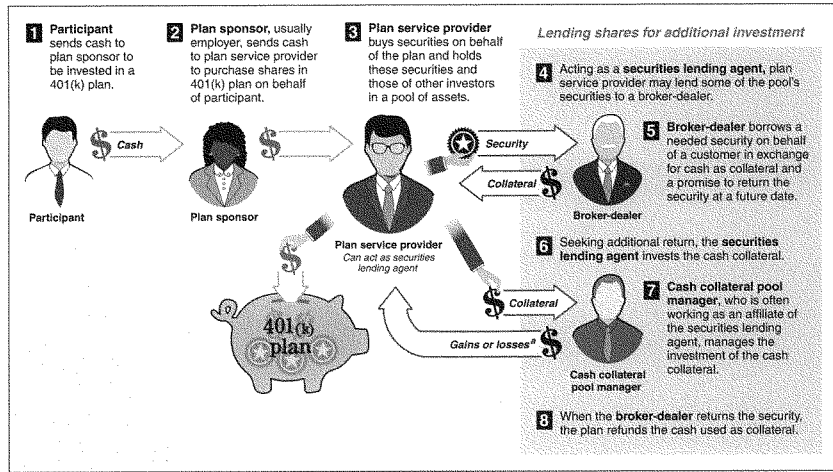 1 Participant
sends cash to
plan sponsor to
be invested in a
401(k) plan.
2 Plan sponsor, usually
employer, sends cash
to plan service provider
to purchase shares in
401(k) plan on behalf
of participant.
3 Plan service provider
buys securities on behalf
of the plan and holds
these securities and
those of other investors
in a pool of assets.
Lending shares for additional investment
4 Acting as a securities lending agent, plan
service provider may lend some of the pool's
securities to a broker-dealer.
$ Cash
$
Security
Collateral $
5 Broker-dealer borrows a
needed security on behalf
of a customer in exchange
for cash as collateral and
a promise to return the
security at a future date.
Participant
Plan sponsor
Plan service provider
Can act as securities
lending agent
Broker-dealer
$
6 Seeking additional return, the securities
lending agent invests the cash collateral.
401(k)
plan
$ Collateral
Gains or losses a $
7 Cash collateral pool
manager, who is often
working as an affiliate of
the securities lending
agent, manages the
investment of the cash
collateral.
Cash collateral
pool manager
8 When the broker-dealer returns the security,
the plan refunds the cash used as collateral.